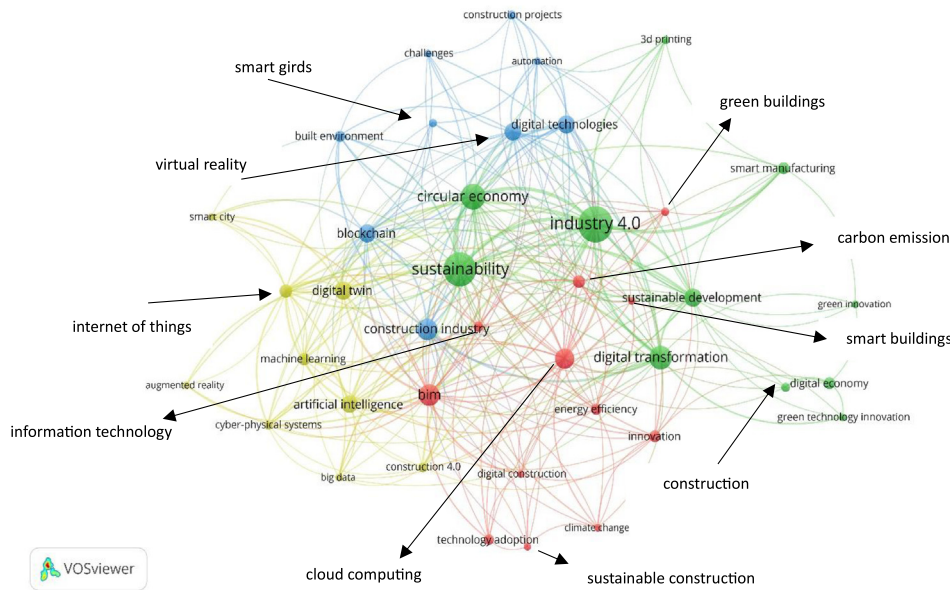 construction projects
3d printing
challenges
automation
smart girds
green buildings
digital technologies
built environment
virtual reality
smart manufacturing
circular economy
smart city
industry 4.0
blockchain
carbon emission
sustainability
digital twin
sustainable development
green innovation
internet of things
construction industry
smart buildings
machine learning
digital transformation
augmented reality
digital economy
bim
artificial intelligence
energy efficiency
green technology innovation
cyber-physical systems
information technology
innovation
construction 4.0
big data
digital construction
construction
climate change
technology adoption
VOSviewer
cloud computing
sustainable construction